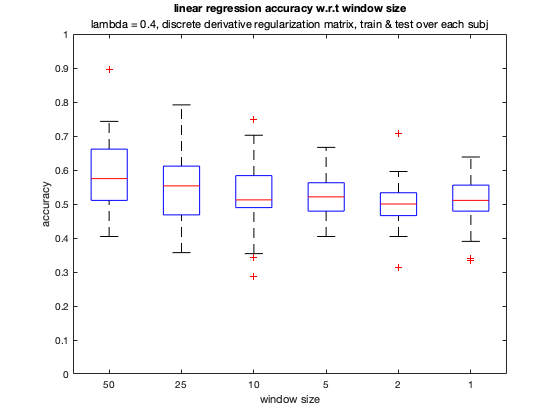 linear regression accuracy w.r.t window size
lambda = 0.4, discrete derivative regularization matrix, train & test over each subj
1
0.9
0.8
0.7
0.6
0.5
0.4
0.3
0.2
0.1
0
accuracy
50 25 10 5 2 1
window size